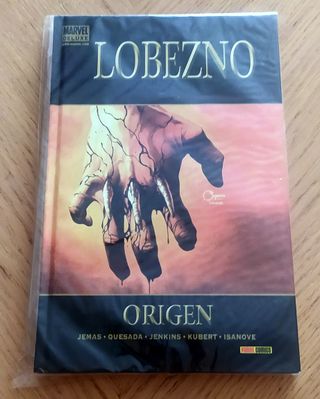 MARVEL
DELUXE
LOBEZNO
ORIGEN
JEMAS • QUESADA • JENKINS • KUBERT • ISANOVE
PANINI COMICS